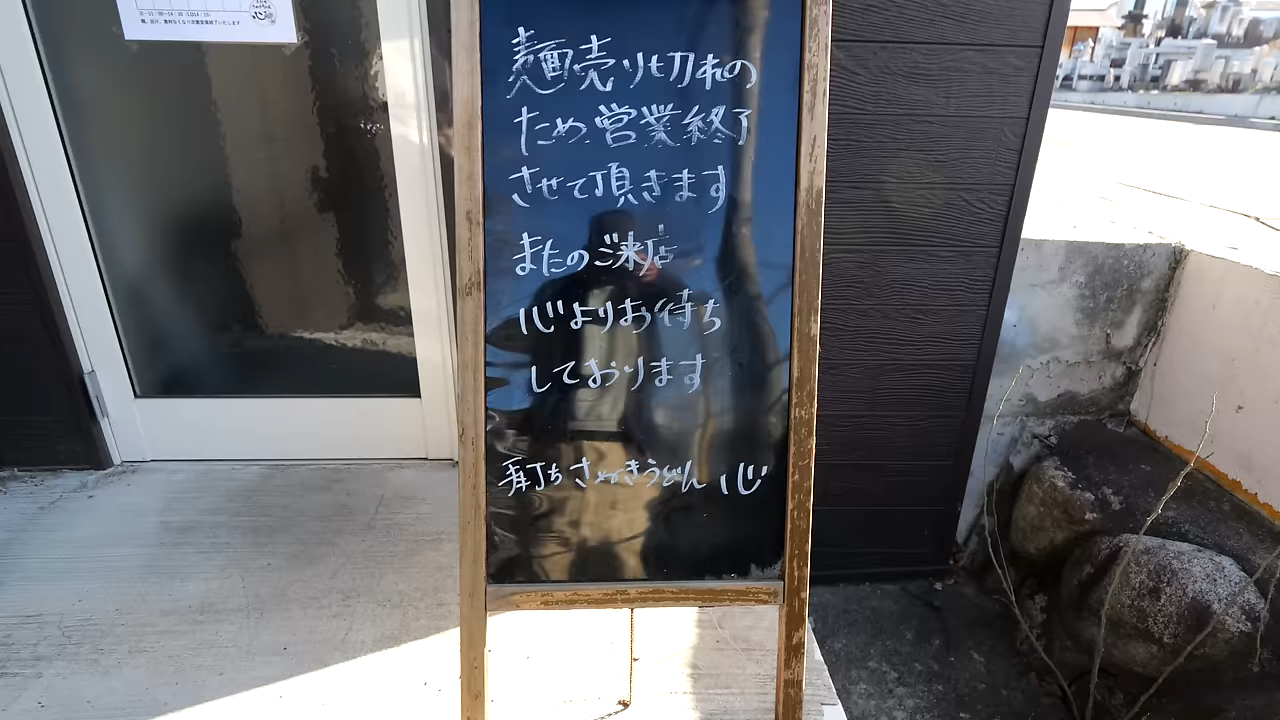 麺売り切れの
ため営業終了
させて頂きます
またのご来店
心よりお待ち
しております
手打ちさぬきうどん 心